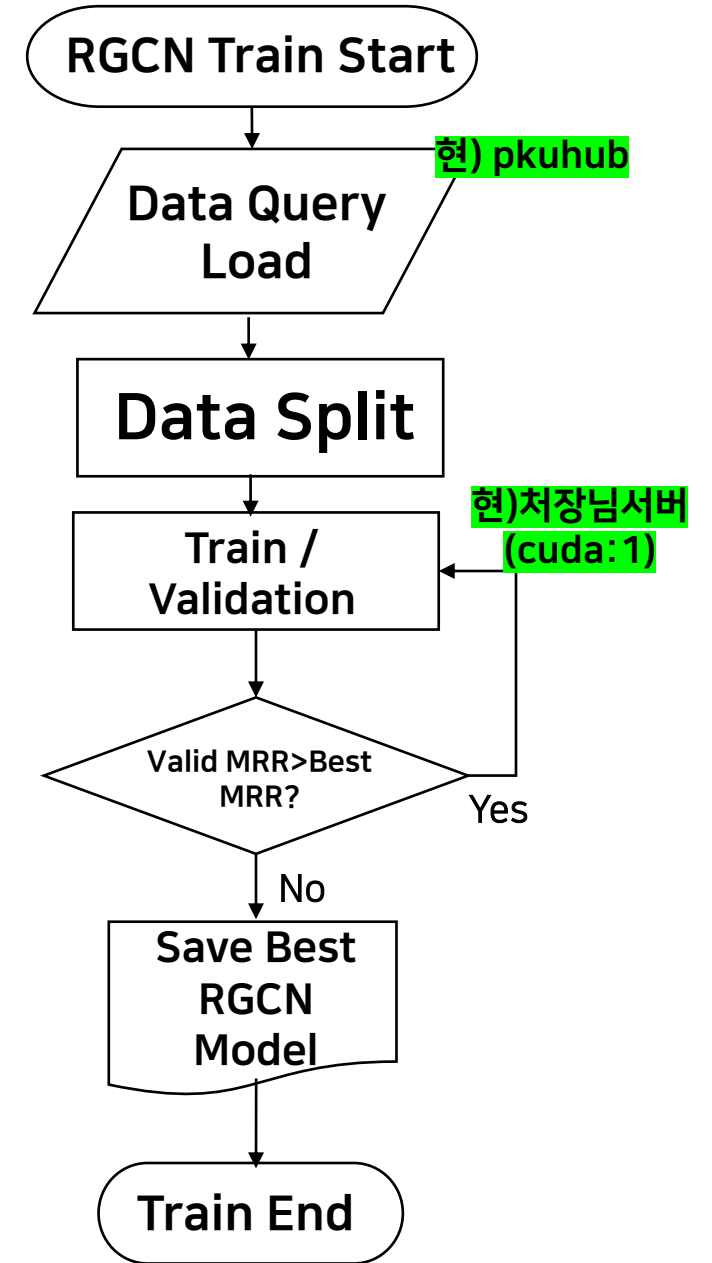 RGCN Train Start
현) pkuhub
Data Query
Load
Data Split
현)처장님서버
(cuda:1)
Train /
Validation
Valid MRR>Best
MRR?
Yes
No
Save Best
RGCN
Model
Train End